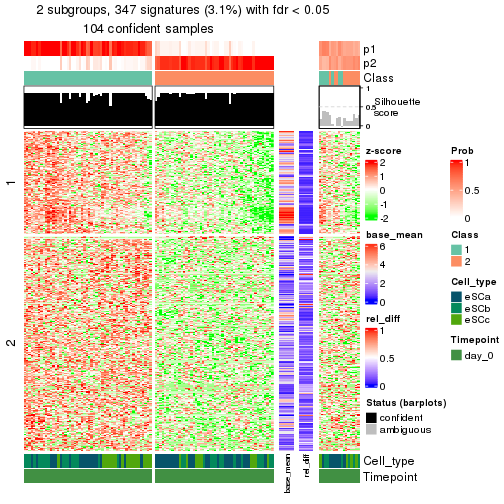 2 subgroups, 347 signatures (3.1%) with fdr < 0.05
104 confident samples
p1
p2
Class
1
0.5
0
Silhouette
score
1
2
z-score
2
1
0
-1
-2
Prob
1
0.5
0
base_mean
6
4
2
0
Class
1
2
Cell_type
eSCa
eSCb
eSCc
rel_diff
1
0.5
0
Timepoint
day_0
Status (barplots)
confident
ambiguous
Cell_type
Timepoint
base_mean
rel_diff